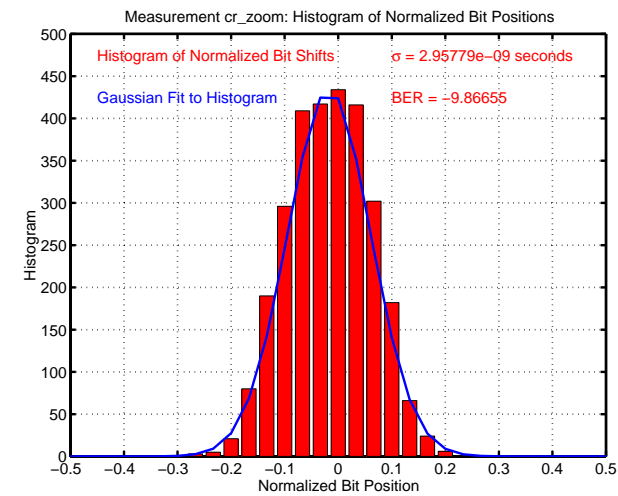 Measurement cr_zoom: Histogram of Normalized Bit Positions
500
450
400
350
300
250
200
150
100
50
0
Histogram
Histogram of Normalized Bit Shifts
σ = 2.95779e−09 seconds
Gaussian Fit to Histogram
BER = −9.86655
−0.5 −0.4 −0.3 −0.2 −0.1 0 0.1 0.2 0.3 0.4 0.5
Normalized Bit Position